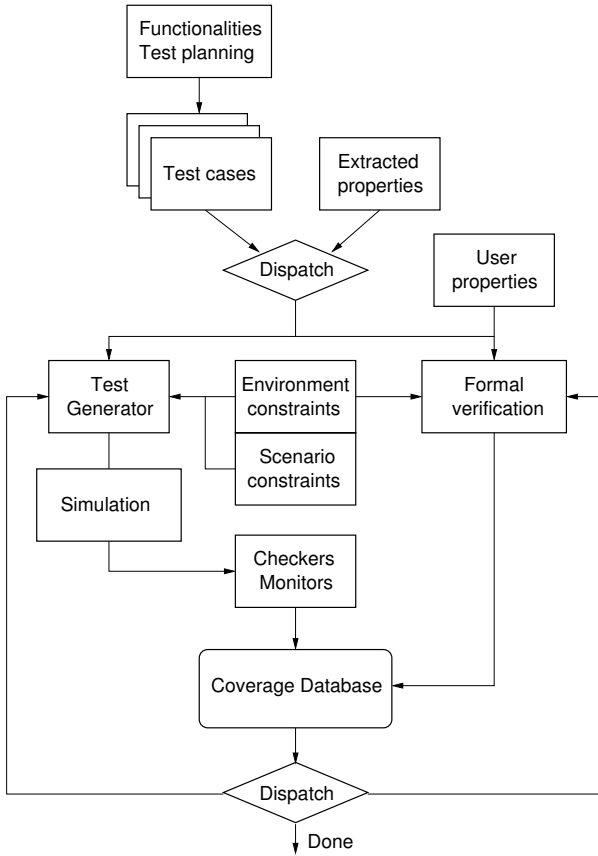 Functionalities
Test planning
Test cases
Extracted
properties
Dispatch
User
properties
Test
Generator
Environment
constraints
Formal
verification
Scenario
constraints
Simulation
Checkers
Monitors
Coverage Database
Dispatch
Done